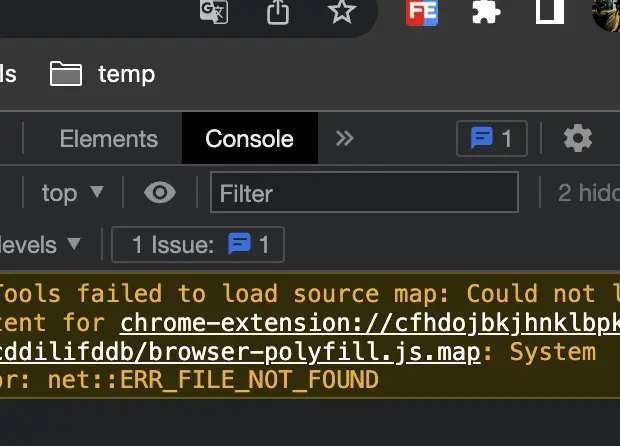 FE
ls
temp
Elements Console 1
top Filter 2 hidd
levels 1 Issue: 1
Tools failed to load source map: Could not l
tent for chrome-extension://cfhdojbkjhnklbpk
cddilifddb/browser-polyfill.js.map: System
or: net::ERR_FILE_NOT_FOUND